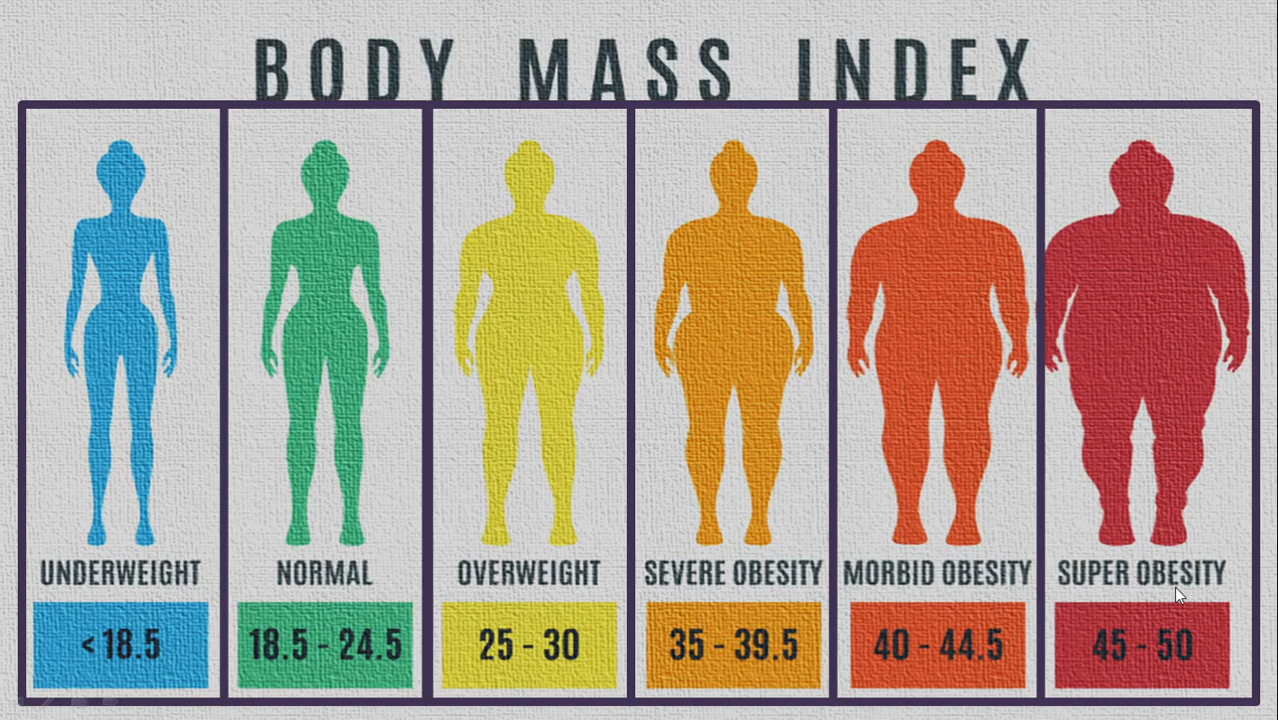 BODY MASS INDEX
UNDERWEIGHT
<18.5
NORMAL
18.5 - 24.5
OVERWEIGHT
25 - 30
SEVERE OBESITY
35 - 39.5
MORBID OBESITY
40 - 44.5
SUPER OBESITY
45 - 50